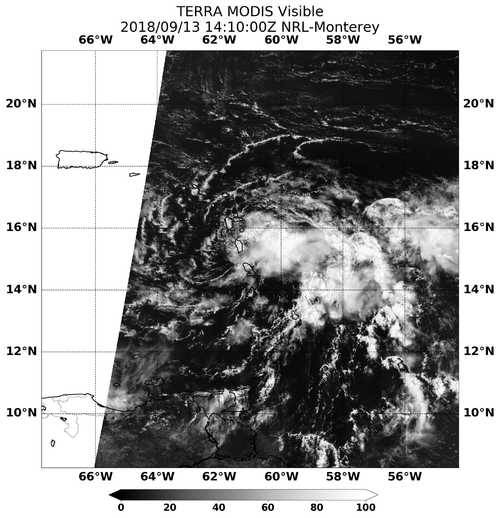 TERRA MODIS Visible
2018/09/13 14:10:00Z NRL-Monterey
66°W 64°W 62°W 60°W 58°W 56°W
20°N 20°N
18°N 18°N
16°N 16°N
14°N 14°N
12°N 12°N
10°N 10°N
66°W 64°W 62°W 60°W 58°W 56°W
0 20 40 60 80 100